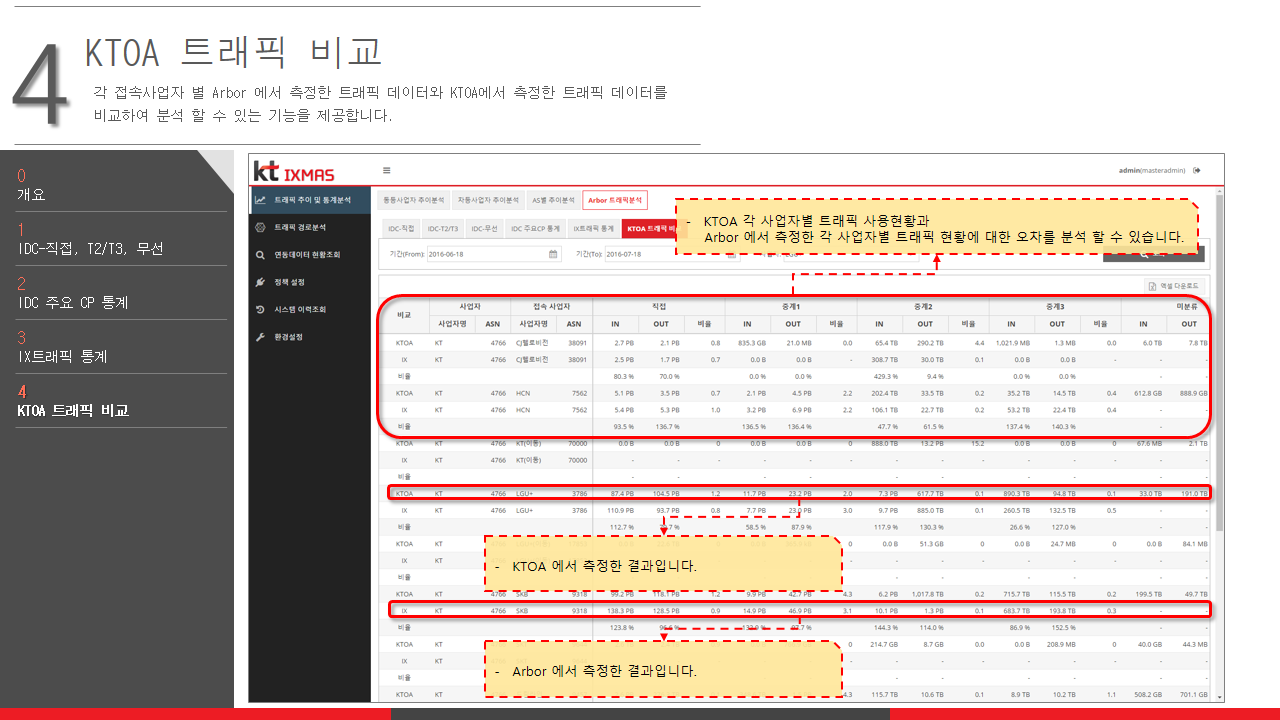 4
KTOA 트래픽 비교
각 접속사업자 별 Arbor 에서 측정한 트래픽 데이터와 KTOA에서 측정한 트래픽 데이터를
비교하여 분석 할 수 있는 기능을 제공합니다.
0
개요
1
IDC-직접, T2/T3, 무선
2
IDC 주요 CP 통계
3
IX트래픽 통계
4
KTOA 트래픽 비교
kt IXMAS
admin(masteradmin)
트래픽 추이 및 통계분석
트래픽 경로분석
연동데이터 현황조회
정책 설정
시스템 이력조회
환경설정
동등사업자 추이분석 차등사업자 추이분석 AS별 추이분석 Arbor 트래픽분석
IDC-직접 IDC-T2/T3 IDC-무선 IDC 주요CP 통계 IX트래픽 통계 KTOA 트래픽
- KTOA 각 사업자별 트래픽 사용현황과
Arbor 에서 측정한 각 사업자별 트래픽 현황에 대한 오차를 분석 할 수 있습니다.
기간(From): 2016-06-18 기간(To): 2016-07-18
엑셀 다운로드
비교 사업자 접속 사업자 직접 중계1 중계2 중계3 미분류
사업자명 ASN 사업자명 ASN IN OUT 비율 IN OUT 비율 IN OUT 비율 IN OUT 비율 IN OUT
KTOA KT 4766 CJ헬로비전 38091 2.7 PB 2.1 PB 0.8 835.3 GB 21.0 MB 0.0 65.4 TB 290.2 TB 4.4 1,021.9 MB 1.3 MB 0.0 6.0 TB 7.8 TB
IX KT 4766 CJ헬로비전 38091 2.5 PB 1.7 PB 0.7 0.0 B 0.0 B - 308.7 TB 30.0 TB 0.1 0.0 B 0.0 B - - -
비율 80.3 % 70.0 % 0.0 % 0.0 % 429.3 % 9.4 % 0.0 % 0.0 %
KTOA KT 4766 HCN 7562 5.1 PB 3.5 PB 0.7 2.1 PB 4.5 PB 2.2 202.4 TB 33.5 TB 0.2 35.2 TB 14.5 TB 0.4 612.8 GB 888.9 GB
IX KT 4766 HCN 7562 5.4 PB 5.3 PB 1.0 3.2 PB 6.9 PB 2.2 106.1 TB 22.7 TB 0.2 53.2 TB 22.4 TB 0.4 - -
비율 93.5 % 136.7 % 136.5 % 136.4 % 47.7 % 61.5 % 137.4 % 140.3 % -
KTOA KT 4766 KT(이동) 70000 0.0 B 0.0 B 0 0.0 B 0.0 B 0 888.0 TB 13.2 PB 15.2 0.0 B 0.0 B 0 67.6 MB 2.1 TB
IX KT 4766 KT(이동) 70000 - - - - - - - - - - - - - -
비율 - - - - - - - - - -
KTOA KT 4766 LGU+ 3786 87.4 PB 104.5 PB 1.2 11.7 PB 23.2 PB 2.0 7.3 PB 617.7 TB 0.1 890.3 TB 94.8 TB 0.1 33.0 TB 191.0 TB
IX KT 4766 LGU+ 3786 110.9 PB 93.7 PB 0.8 7.7 PB 3.0 9.7 PB 885.0 TB 0.1 260.5 TB 132.5 TB 0.5 - -
비율 112.7 % 58.5 % 87.9 % 117.9 % 130.3 % 26.6 % 127.0 % - -
KTOA KT 0 0.0 B 51.3 GB 0 0.0 B 24.7 MB 0 0.0 B 84.1 MB
- KTOA 에서 측정한 결과입니다.
IX KT - - - - - - - -
비율 - - - - - -
KTOA KT 4766 SKB 9318 99.2 PB 118.1 PB 1.2 9.9 PB 42.7 PB 4.3 6.2 PB 1,017.8 TB 0.2 715.7 TB 115.5 TB 0.2 199.5 TB 49.7 TB
IX KT 4766 SKB 9318 138.3 PB 128.5 PB 0.9 14.9 PB 46.9 PB 3.1 10.1 PB 1.3 PB 0.1 683.7 TB 193.8 TB 0.3 - -
비율 123.8 % 144.3 % 114.0 % 86.9 % 152.5 % - -
KTOA KT 0 214.7 GB 8.7 GB 0.0 0.0 B 208.9 MB 0 40.0 GB 44.3 MB
IX KT - - - - - - - -
- Arbor 에서 측정한 결과입니다.
비율 - - - - - -
KTOA KT 4.3 115.7 TB 10.6 TB 0.1 8.9 TB 10.2 TB 1.1 508.2 GB 701.1 GB